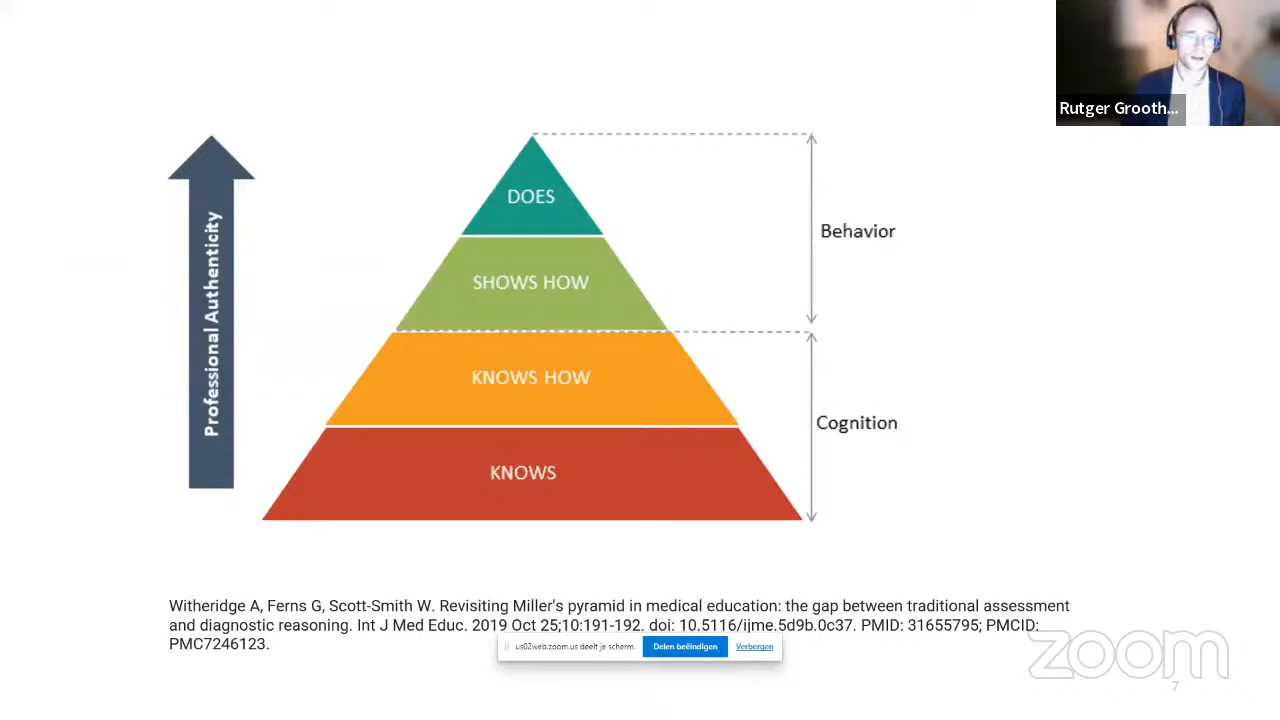 Rutger Grooth...
DOES
Behavior
SHOWS HOW
Professional Authenticity
KNOWS HOW
Cognition
KNOWS
Witheridge A, Ferns G, Scott-Smith W. Revisiting Miller's pyramid in medical education: the gap between traditional assessment
and diagnostic reasoning. Int J Med Educ. 2019 Oct 25;10:191-192. doi: 10.5116/ijme.5d9b.0c37. PMID: 31655795; PMCID:
PMC7246123.
us02web.zoom.us deelt je scherm. Delen beëindigen Verbergen
zoom
7